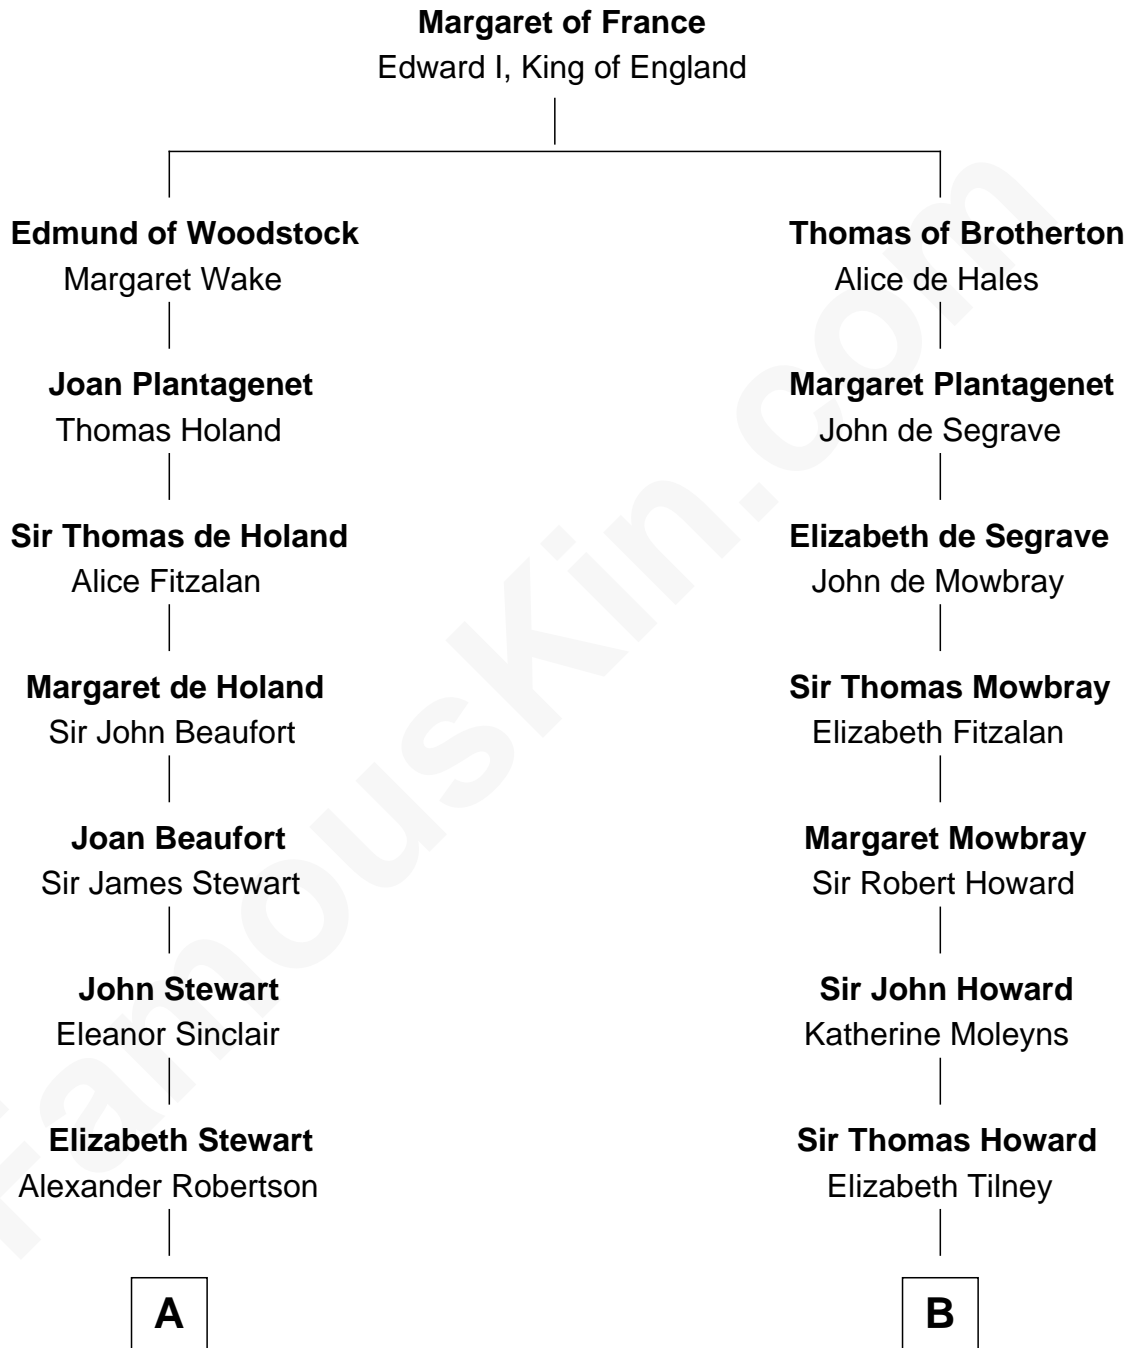 Margaret of France
Edward I, King of England
Edmund of Woodstock
Margaret Wake
Joan Plantagenet
Thomas Holand
Sir Thomas de Holand
Alice Fitzalan
Margaret de Holand
Sir John Beaufort
Joan Beaufort
Sir James Stewart
John Stewart
Eleanor Sinclair
Elizabeth Stewart
Alexander Robertson
A
Thomas of Brotherton
Alice de Hales
Margaret Plantagenet
John de Segrave
Elizabeth de Segrave
John de Mowbray
Sir Thomas Mowbray
Elizabeth Fitzalan
Margaret Mowbray
Sir Robert Howard
Sir John Howard
Katherine Moleyns
Sir Thomas Howard
Elizabeth Tilney
B
FamousKin.com